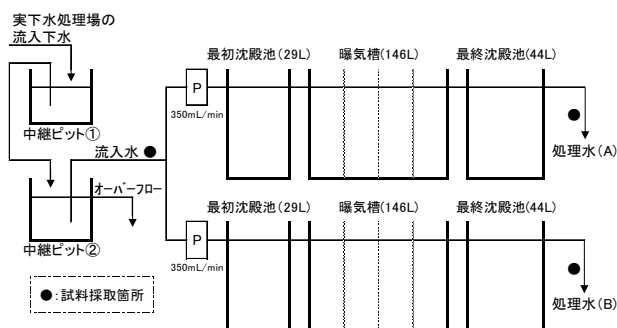 実下水処理場の
流入下水
中継ピット①
流入水 ●
中継ピット②
オーバーフロー
●:試料採取箇所
最初沈殿池(29L) 曝気槽(146L) 最終沈殿池(44L)
P
350mL/min
処理水(A)
最初沈殿池(29L) 曝気槽(146L) 最終沈殿池(44L)
P
350mL/min
処理水(B)